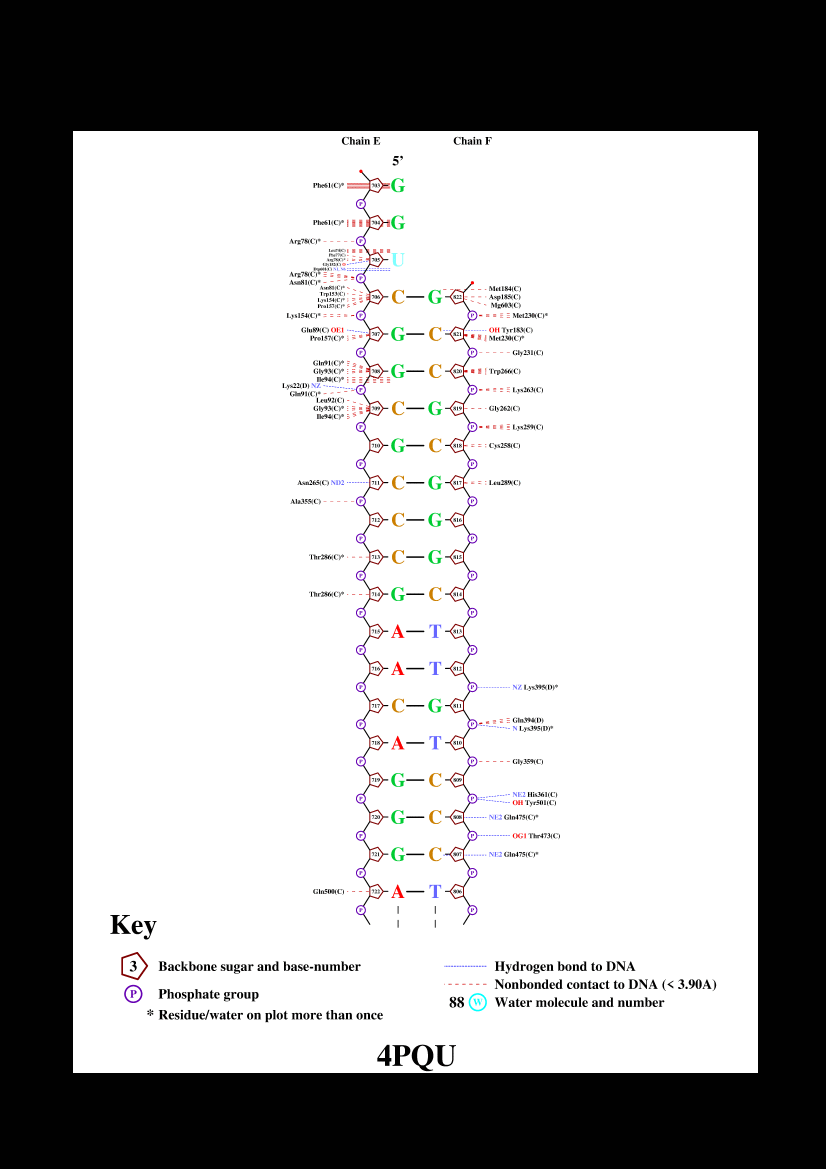 Chain E Chain F
5’
Phe61(C)* 703 G
P
Phe61(C)* 704 G
P
Arg78(C)*
705 U
Arg78(C)* P
Asn81(C)*
Asn81(C)* Met184(C)
Trp153(C) 706 C G 822 Asp185(C)
Lys154(C)* Mg603(C)
Pro157(C)*
Lys154(C)* P P Met230(C)*
Glu89(C) OE1 707 G C 821 OH Tyr183(C)
Pro157(C)* Met230(C)*
P P Gly231(C)
Gln91(C)*
Gly93(C)* 708 G C 820 Trp266(C)
Ile94(C)*
Lys22(D) NZ P P Lys263(C)
Gln91(C)*
Leu92(C)
Gly93(C)* 709 C G 819 Gly262(C)
Ile94(C)*
P P Lys259(C)
710 G C 818 Cys258(C)
P P
Asn265(C) ND2 711 C G 817 Leu289(C)
Ala355(C) P P
712 C G 816
P P
Thr286(C)* 713 C G 815
P P
Thr286(C)* 714 G C 814
P P
715 A T 813
P P
716 A T 812
P P NZ Lys395(D)*
717 C G 811
P P Gln394(D)
N Lys395(D)*
718 A T 810
P P Gly359(C)
719 G C 809
P P NE2 His361(C)
OH Tyr501(C)
720 G C 808 NE2 Gln475(C)*
P P OG1 Thr473(C)
721 G C 807 NE2 Gln475(C)*
P P
Gln500(C) 722 A T 806
P P
Key
3 Backbone sugar and base-number
P Phosphate group
* Residue/water on plot more than once
Hydrogen bond to DNA
Nonbonded contact to DNA (< 3.90A)
88 W Water molecule and number
4PQU